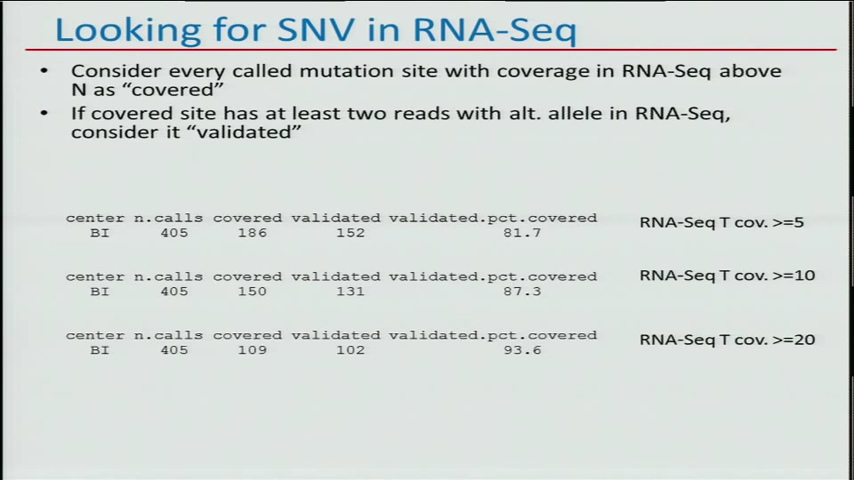 Looking for SNV in RNA-Seq
• Consider every called mutation site with coverage in RNA-Seq above
N as “covered”
• If covered site has at least two reads with alt. allele in RNA-Seq,
consider it “validated”
center n.calls covered validated validated.pct.covered
BI 405 186 152 81.7
RNA-Seq T cov. >=5
center n.calls covered validated validated.pct.covered
BI 405 150 131 87.3
RNA-Seq T cov. >=10
center n.calls covered validated validated.pct.covered
BI 405 109 102 93.6
RNA-Seq T cov. >=20